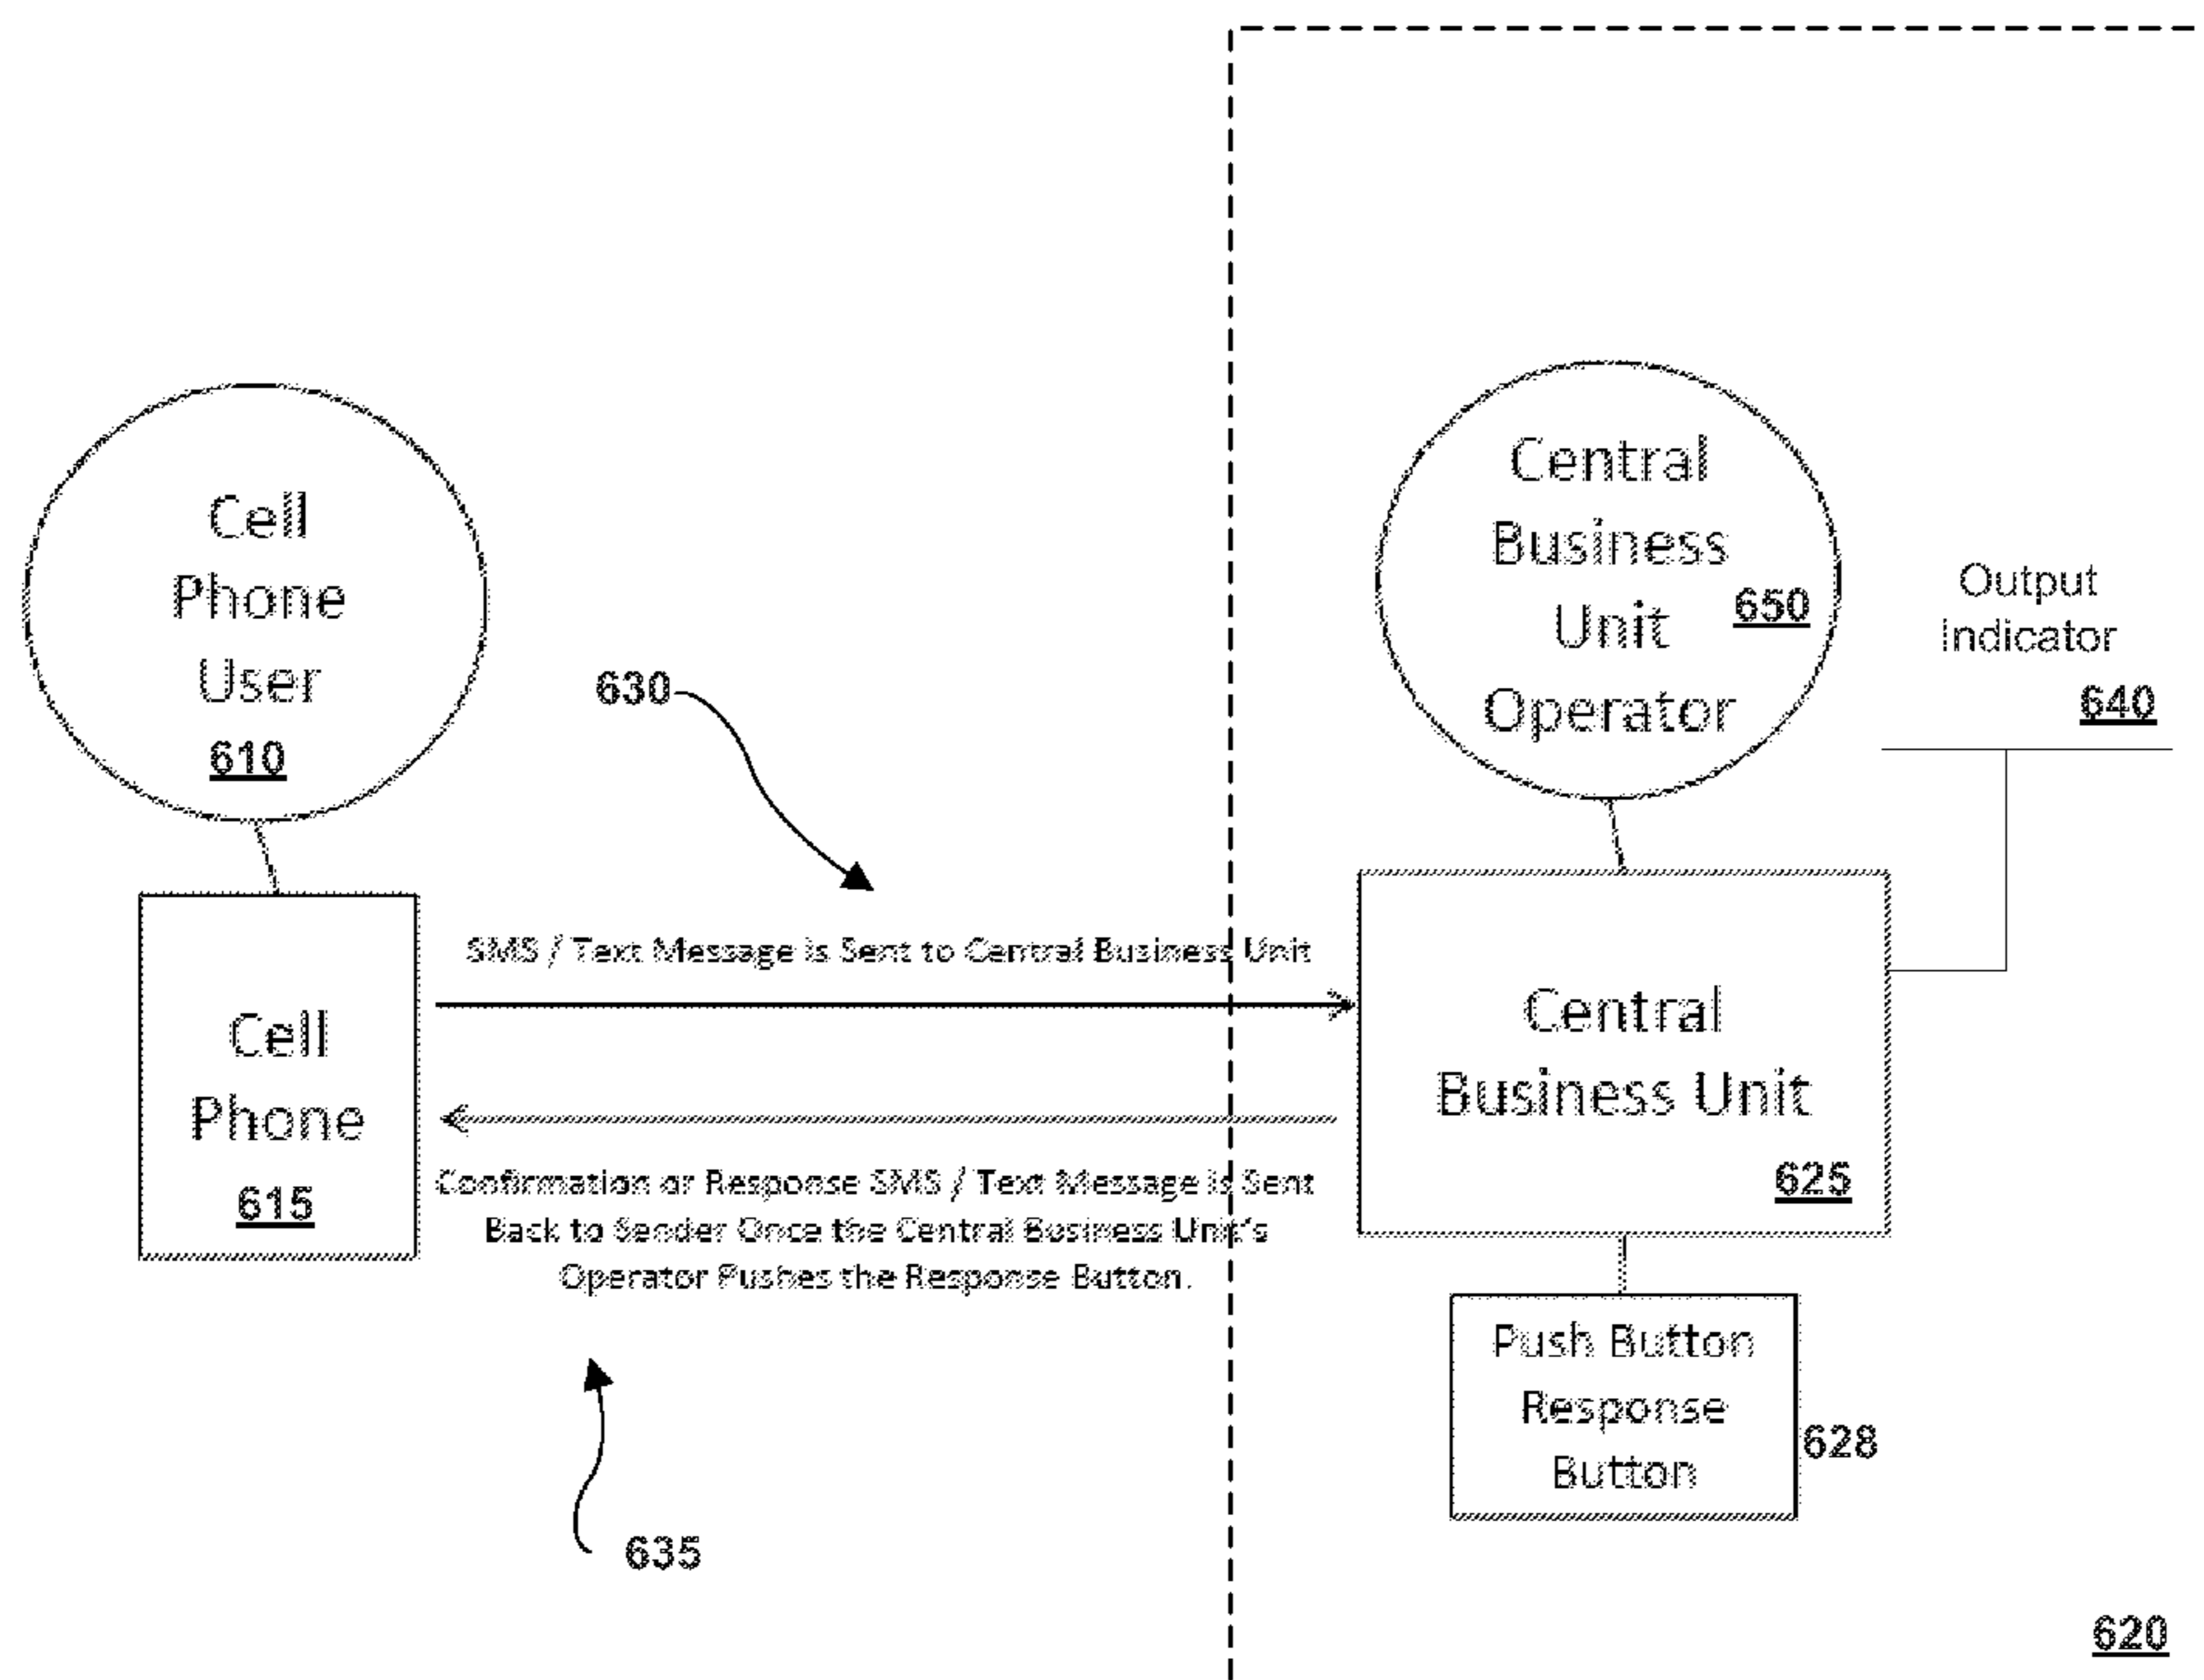 Cell
Phone
User
610
630
Central
Business
Unit
650
Operator
Output
Indicator
640
SMS / Text Message is Sent to Central Business Unit
Cell
Phone
615
Central
Business Unit
625
Confirmation or Response SMS / Text Message is Sent
Back to Sender Once the Central Business Unit's
Operator Pushes the Response Button.
Push Button
Response
Button
628
635
620